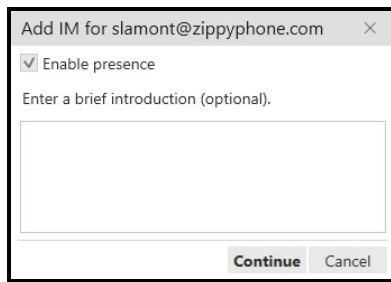 Add IM for slamont@zippyphone.com
Enable presence
Enter a brief introduction (optional).
Continue Cancel